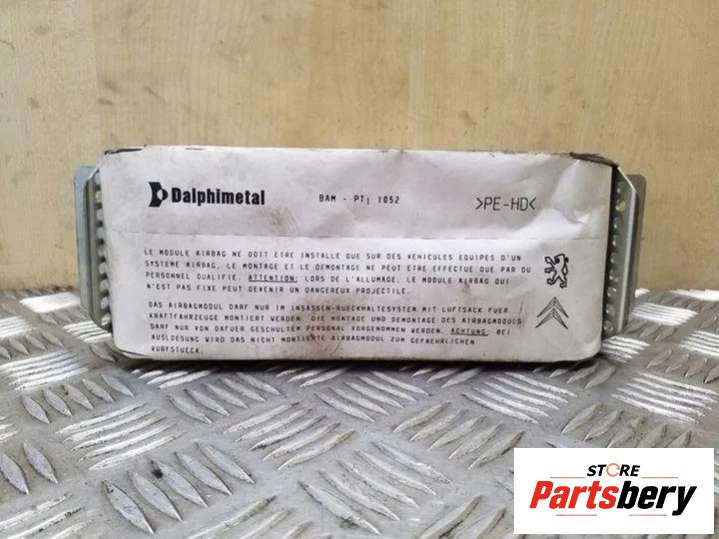 Dalphimetal
BAM - PT1 1052
>PE-HD<
LE MODULE AIRBAG NE DOIT ETRE INSTALLE QUE SUR DES VEHICULES EQUIPES D'UN
SYSTEME AIRBAG, LE MONTAGE ET LE DEMONTAGE NE PEUT ETRE EFFECTUE QUE PAR DU
PERSONNEL QUALIFIE, ATTENTION: LORS DE L'ALLUMAGE, LE MODULE AIRBAG QUI
N'EST PAS FIXE PEUT DEVENIR UN DANGEREUX PROJECTILE.
DAS AIRBAGMODUL DARF NUR IM INSASSEN-RUECKHALTESYSTEM MIT LUFTSACK FUER
KRAFTFAHRZEUGE MONTIERT WERDEN. DIE MONTAGE UND DEMONTAGE DES AIRBAGMODULS
DARF NUR VON DAFUER GESCHULTEM PERSONAL VORGENOMMEN WERDEN. ACHTUNG: BEI
AUSLOESUNG WIRD DAS NICHT MONTIERTE AIRBAGMODUL ZUM GEFAEHRLICHEN
WURFSTUECK.
STORE
Partsbery